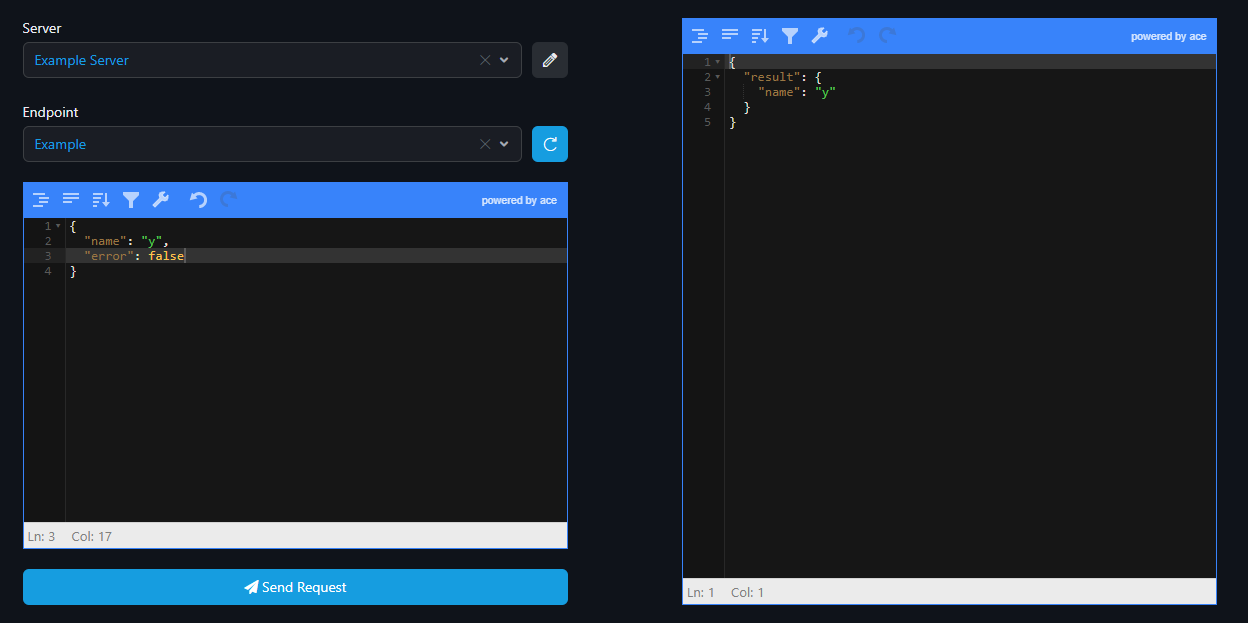 Server
Example Server
Endpoint
Example
powered by ace
1 {
2   "name": "y",
3   "error": false
4 }
Ln: 3 Col: 17
Send Request
powered by ace
1 {
2   "result": {
3     "name": "y"
4   }
5 }
Ln: 1 Col: 1